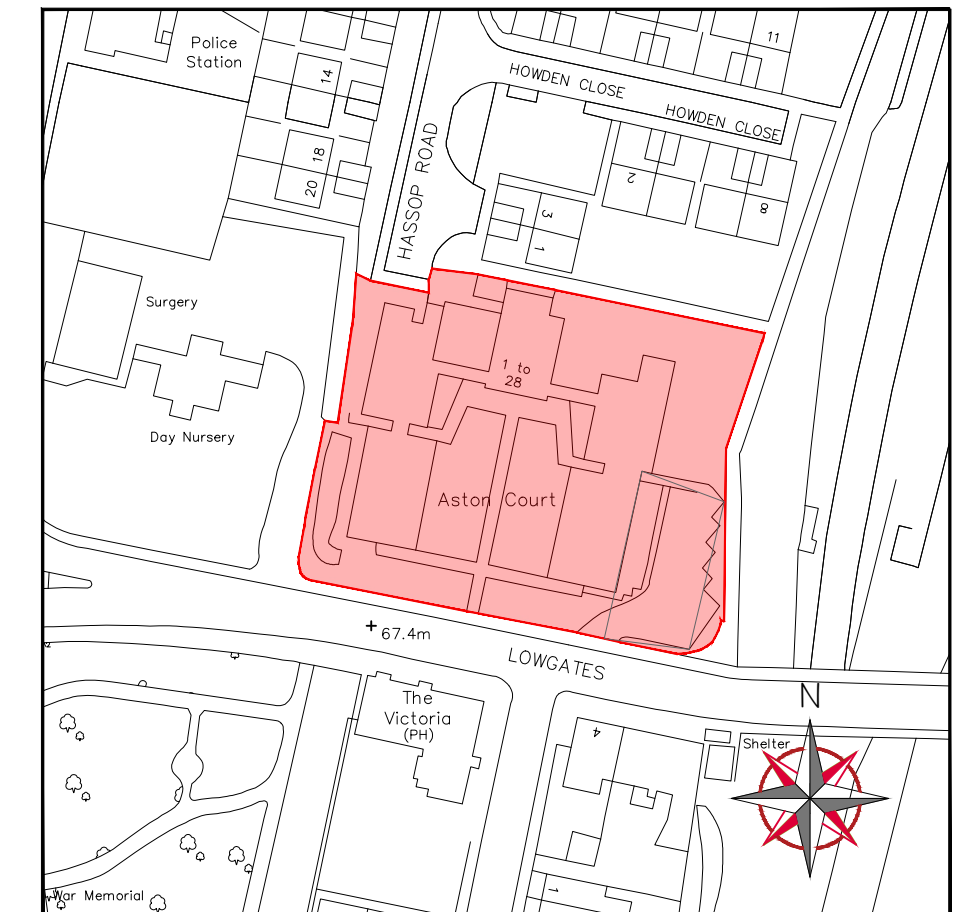 11
Police
Station
14
HOWDEN CLOSE
HOWDEN CLOSE
HASSOP ROAD
18
20
2
8
3
1
Surgery
1 to
28
Day Nursery
Aston Court
67.4m
LOWGATES
The
Victoria
(PH)
N
4
Shelter
War Memorial
1